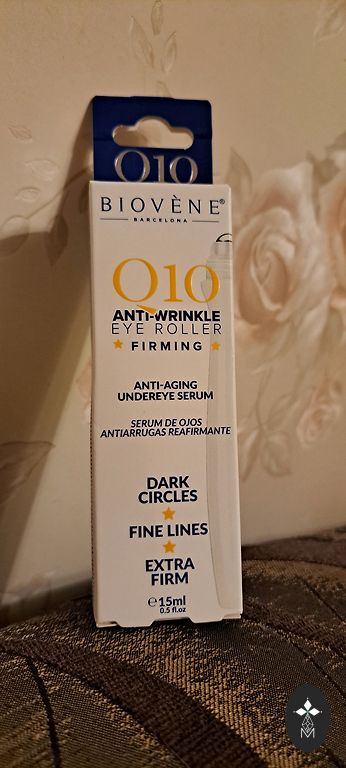 Q10
BIOVÈNE®
BARCELONA
Q10
ANTI-WRINKLE
EYE ROLLER
FIRMING
ANTI-AGING
UNDEREYE SERUM
SERUM DE OJOS
ANTIARRUGAS REAFIRMANTE
DARK
CIRCLES
FINE LINES
EXTRA
FIRM
℮ 15ml
0.5 fl.oz
M